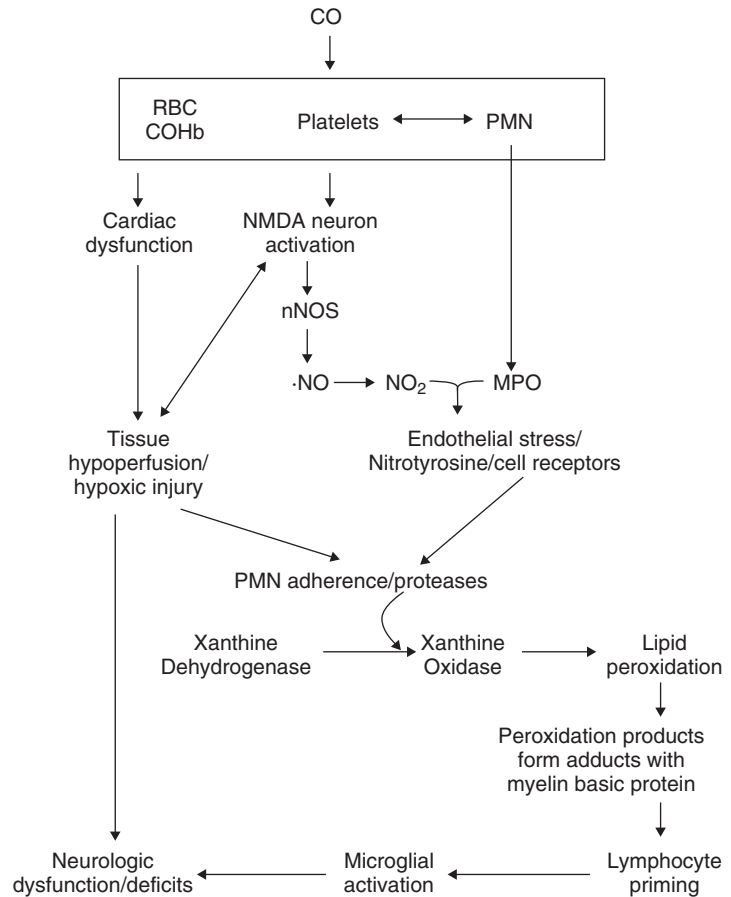 CO
RBC
COHb
Platelets
PMN
Cardiac
dysfunction
NMDA neuron
activation
nNOS
·NO
NO₂
MPO
Tissue
hypoperfusion/
hypoxic injury
Endothelial stress/
Nitrotyrosine/cell receptors
PMN adherence/proteases
Xanthine
Dehydrogenase
Xanthine
Oxidase
Lipid
peroxidation
Peroxidation products
form adducts with
myelin basic protein
Neurologic
dysfunction/deficits
Microglial
activation
Lymphocyte
priming